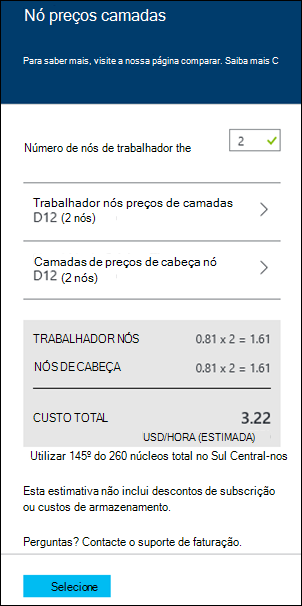 Nó preços camadas
Para saber mais, visite a nossa página comparar. Saiba mais C
Número de nós de trabalhador the 2
Trabalhador nós preços de camadas
D12 (2 nós)
Camadas de preços de cabeça nó
D12 (2 nós)
TRABALHADOR NÓS 0.81 x 2 = 1.61
NÓS DE CABEÇA 0.81 x 2 = 1.61
CUSTO TOTAL 3.22
USD/HORA (ESTIMADA)
Utilizar 145º do 260 núcleos total no Sul Central-nos
Esta estimativa não inclui descontos de subscrição
ou custos de armazenamento.
Perguntas? Contacte o suporte de faturação.
Selecione